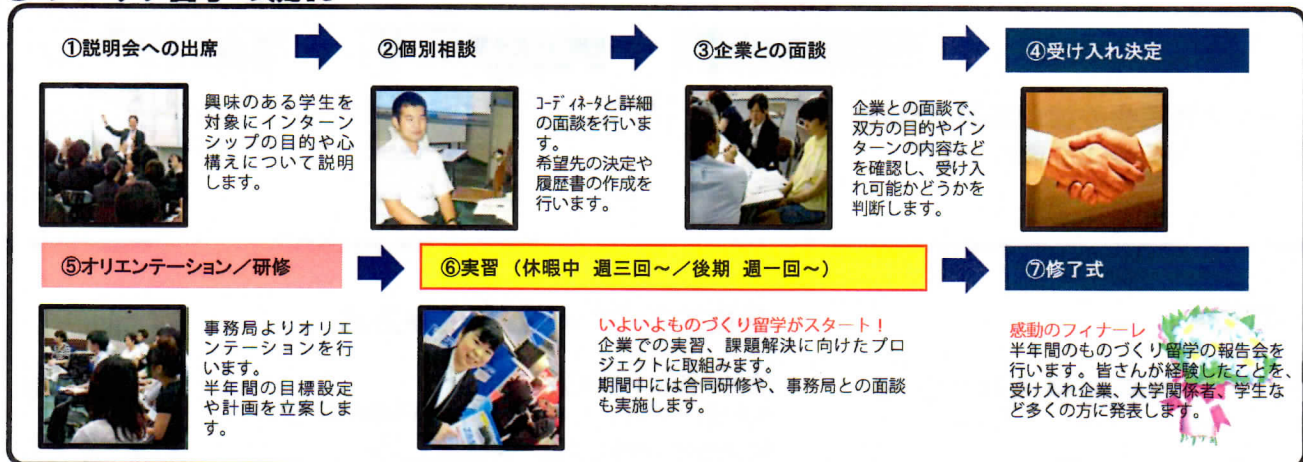 ①説明会への出席
②個別相談
③企業との面談
④受け入れ決定
興味のある学生を
対象にインターン
シップの目的や心
構えについて説明
します。
ｺｰﾃﾞｨﾈｰﾀと詳細
の面談を行いま
す。
希望先の決定や
履歴書の作成を
行います。
企業との面談で、
双方の目的やイン
ターンの内容など
を確認し、受け入
れ可能かどうかを
判断します。
⑤オリエンテーション／研修
⑥実習 （休暇中 週三回～／後期 週一回～）
⑦修了式
事務局よりオリエ
ンテーションを行
います。
半年間の目標設定
や計画を立案しま
す。
いよいよものづくり留学がスタート！
企業での実習、課題解決に向けたプロ
ジェクトに取組みます。
期間中には合同研修や、事務局との面談
も実施します。
感動のフィナーレ
半年間のものづくり留学の報告会を
行います。皆さんが経験したことを、
受け入れ企業、大学関係者、学生な
ど多くの方に発表します。